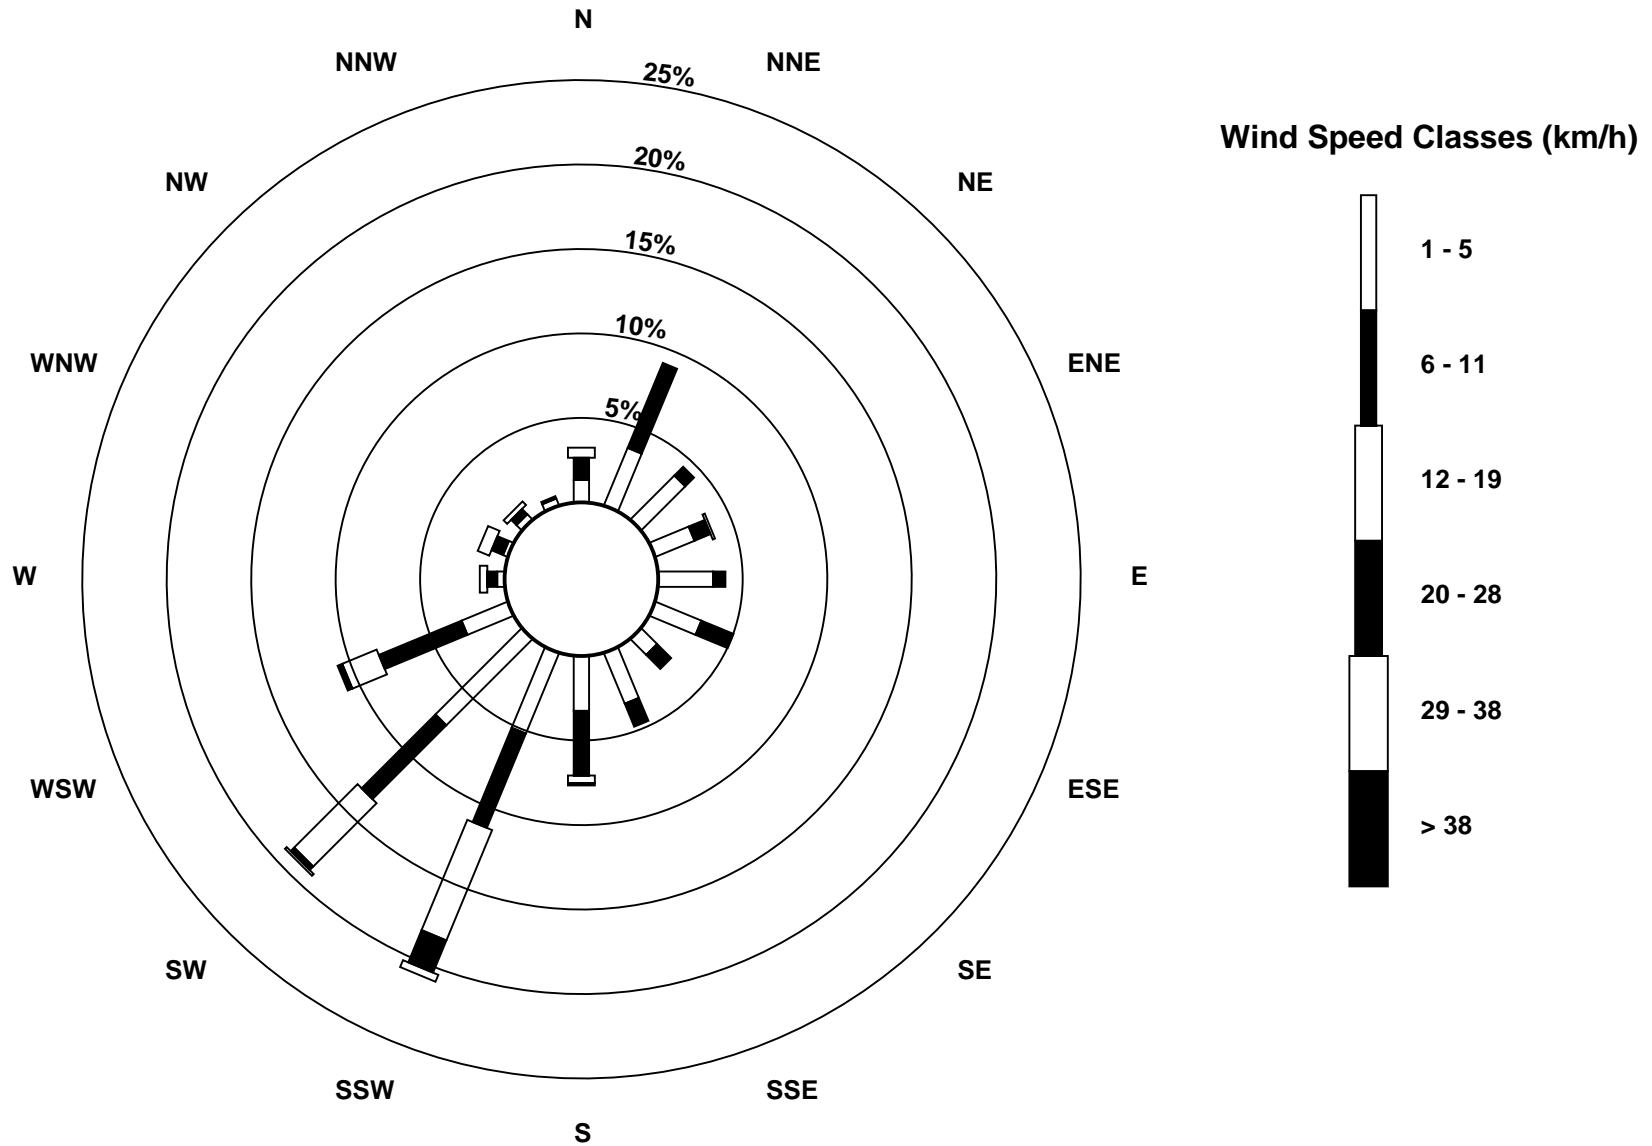 N
NNW
NNE
25%
Wind Speed Classes (km/h)
20%
NW
NE
15%
1 - 5
10%
WNW
ENE
6 - 11
5%
12 - 19
W
E
20 - 28
29 - 38
WSW
ESE
> 38
SW
SE
SSW
SSE
S